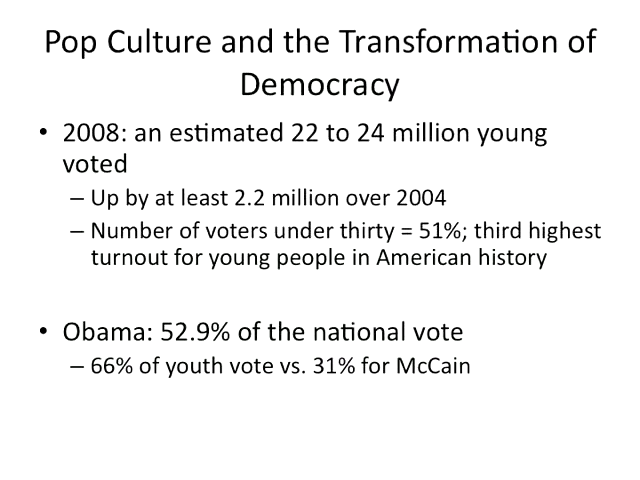 Pop Culture and the Transformation of
Democracy
• 2008: an estimated 22 to 24 million young
voted
– Up by at least 2.2 million over 2004
– Number of voters under thirty = 51%; third highest
turnout for young people in American history
• Obama: 52.9% of the national vote
– 66% of youth vote vs. 31% for McCain